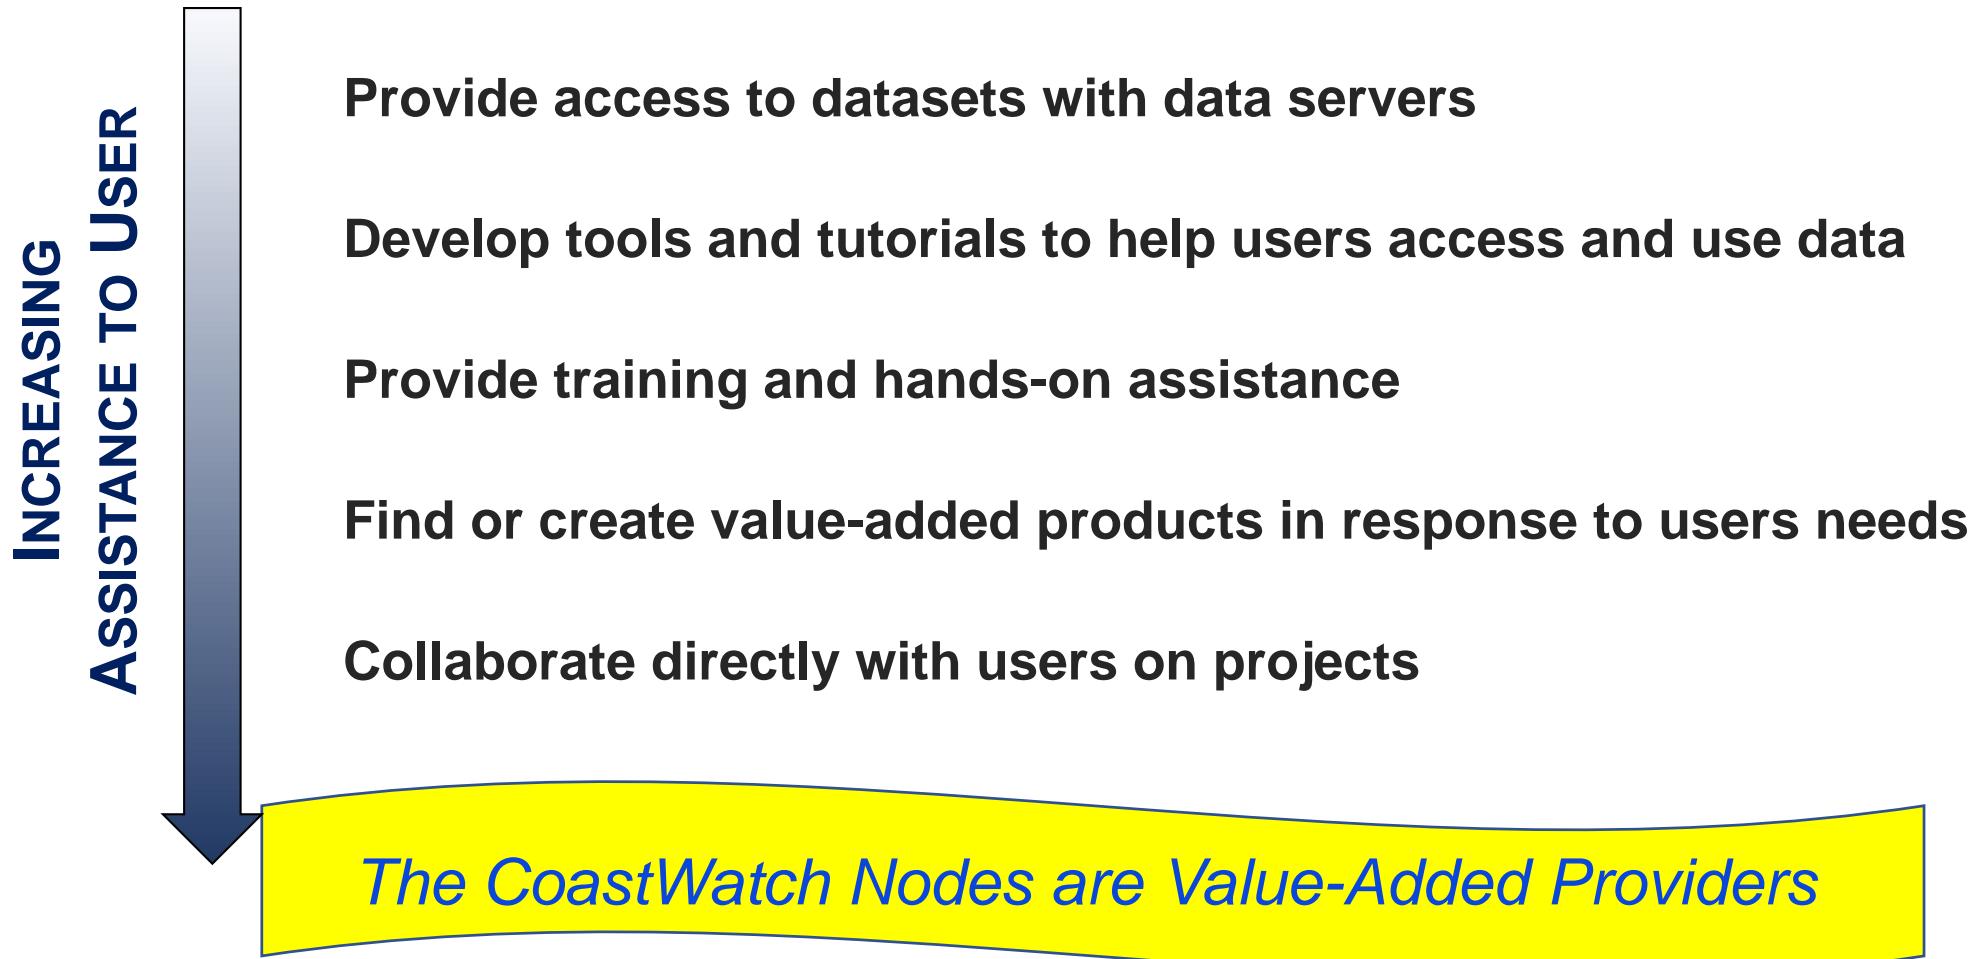 INCREASING
ASSISTANCE TO USER
Provide access to datasets with data servers
Develop tools and tutorials to help users access and use data
Provide training and hands-on assistance
Find or create value-added products in response to users needs
Collaborate directly with users on projects
The CoastWatch Nodes are Value-Added Providers